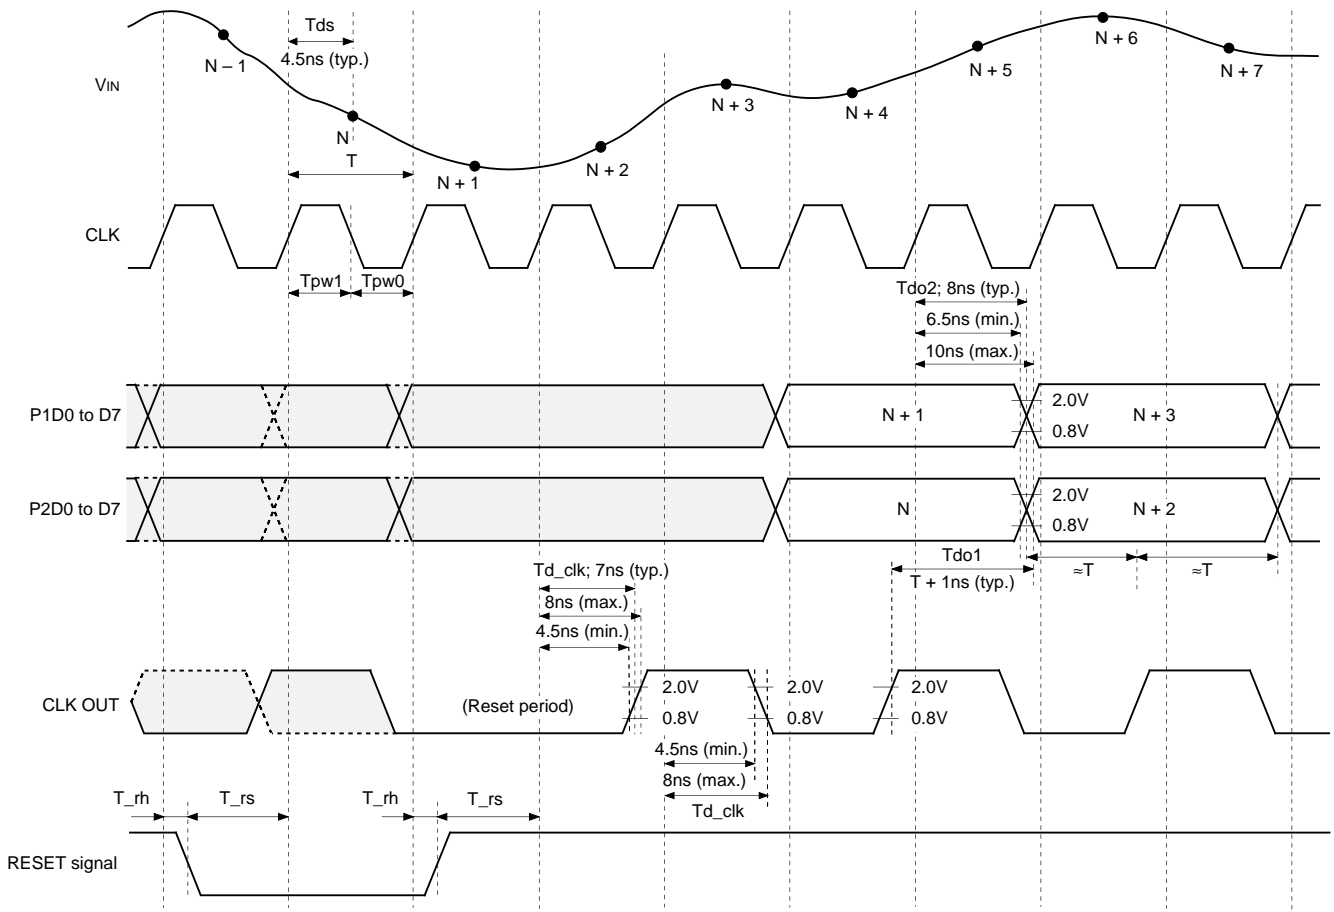 Tds
4.5ns (typ.)
N – 1
N + 6
N + 5
N + 7
VIN
N + 3
N + 4
N
T
N + 1
N + 2
CLK
Tpw1
Tpw0
Tdo2; 8ns (typ.)
6.5ns (min.)
10ns (max.)
P1D0 to D7
N + 1
2.0V
0.8V
N + 3
P2D0 to D7
N
2.0V
0.8V
N + 2
Tdo1
T + 1ns (typ.)
≈T
≈T
Td_clk; 7ns (typ.)
8ns (max.)
4.5ns (min.)
CLK OUT
(Reset period)
2.0V
0.8V
2.0V
0.8V
2.0V
0.8V
4.5ns (min.)
8ns (max.)
Td_clk
T_rh
T_rs
T_rh
T_rs
RESET signal